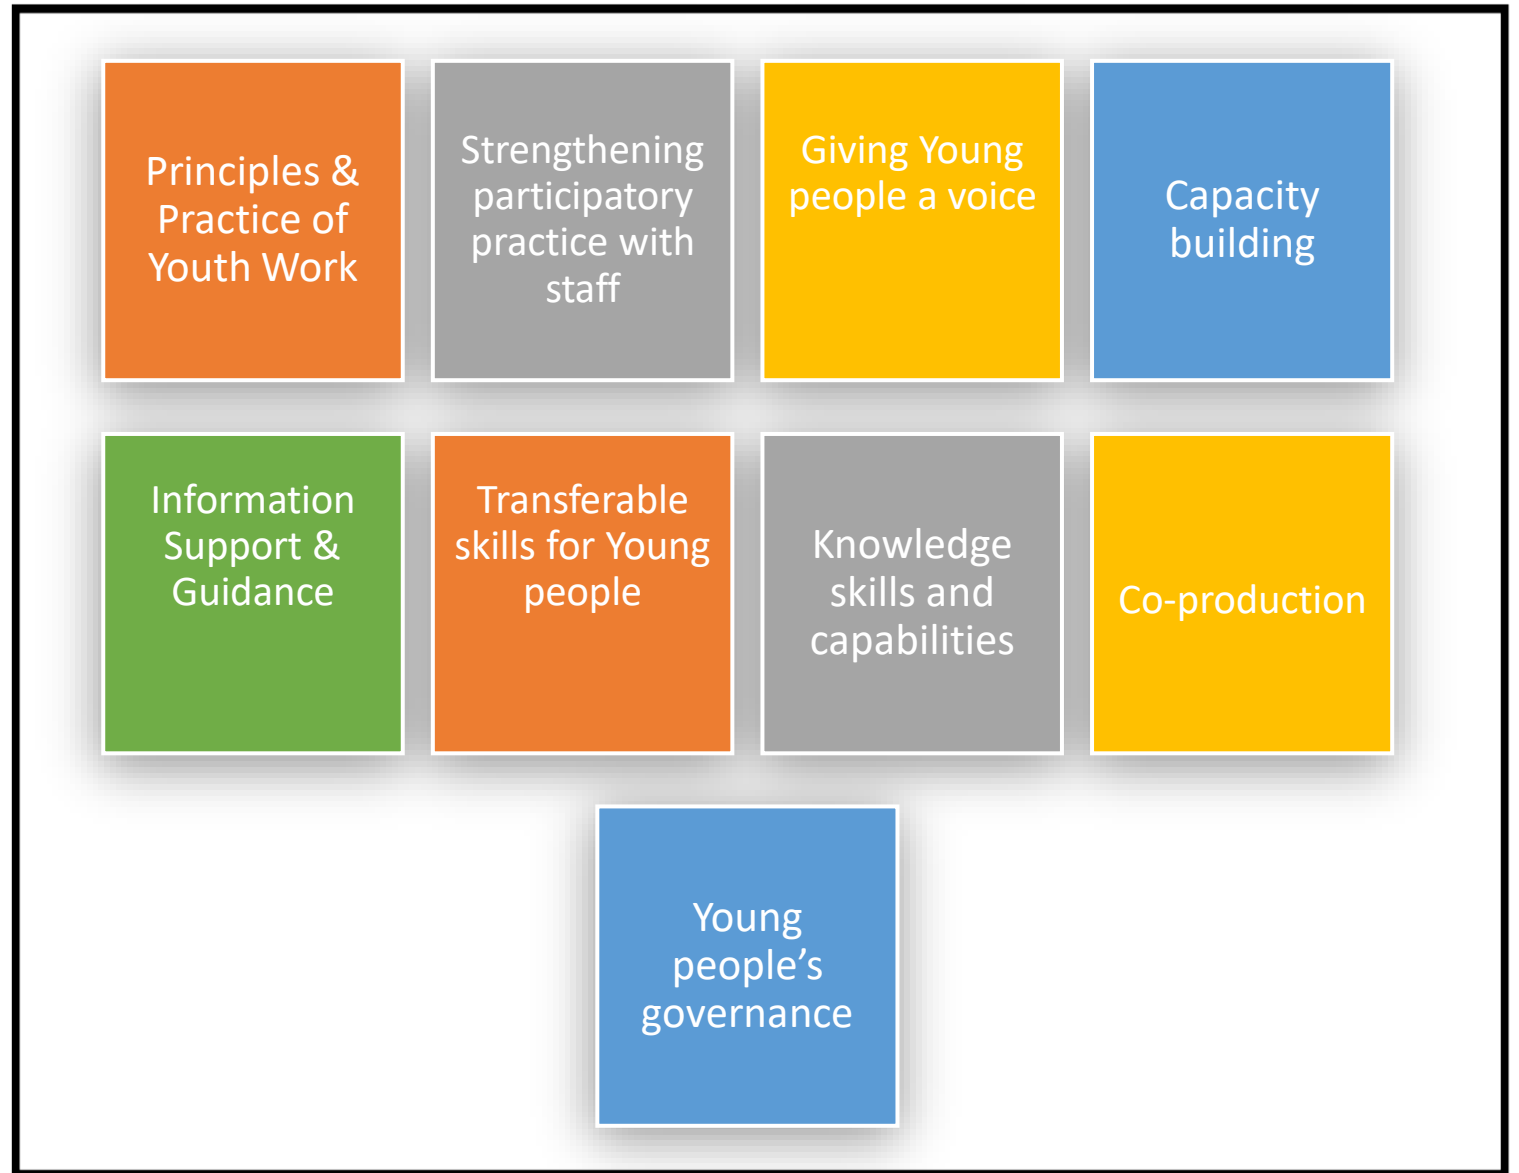 Principles &
Practice of
Youth Work
Strengthening
participatory
practice with
staff
Giving Young
people a voice
Capacity
building
Information
Support &
Guidance
Transferable
skills for Young
people
Knowledge
skills and
capabilities
Co-production
Young
people’s
governance